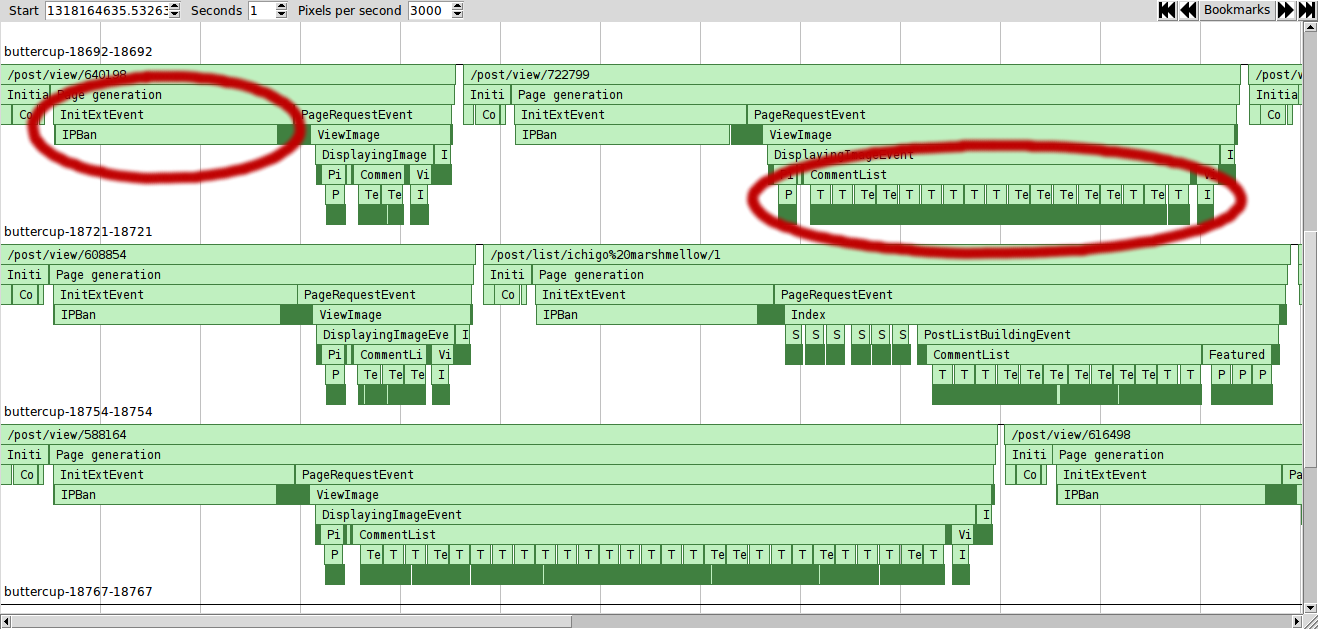 Start 1318164635.5326 Seconds 1 Pixels per second 3000 Bookmarks
buttercup-18692-18692
/post/view/640198 /post/view/722799 /post/v
Initia Page generation Initi Page generation Initia
Co InitExtEvent PageRequestEvent Co InitExtEvent PageRequestEvent Co
IPBan ViewImage IPBan ViewImage
DisplayingImage I DisplayingImageEvent I
Pi Commen Vi CommentList Vi
P Te Te I P T T Te Te T T T T T Te Te Te Te Te T Te T I
buttercup-18721-18721
/post/view/608854 /post/list/ichigo%20marshmellow/1
Initi Page generation Initi Page generation
Co InitExtEvent PageRequestEvent Co InitExtEvent PageRequestEvent
IPBan ViewImage IPBan Index
DisplayingImageEve I S S S S S S PostListBuildingEvent
Pi CommentLi Vi CommentList Featured
P Te Te Te I T T T Te Te Te Te Te Te Te T T P P P
buttercup-18754-18754
/post/view/588164 /post/view/616498
Initi Page generation Initi Page generation
Co InitExtEvent PageRequestEvent Co InitExtEvent Pa
IPBan ViewImage IPBan
DisplayingImageEvent I
Pi CommentList Vi
P Te T T Te T T T T T T T T T T T T Te Te T T T Te T T T Te T I
buttercup-18767-18767